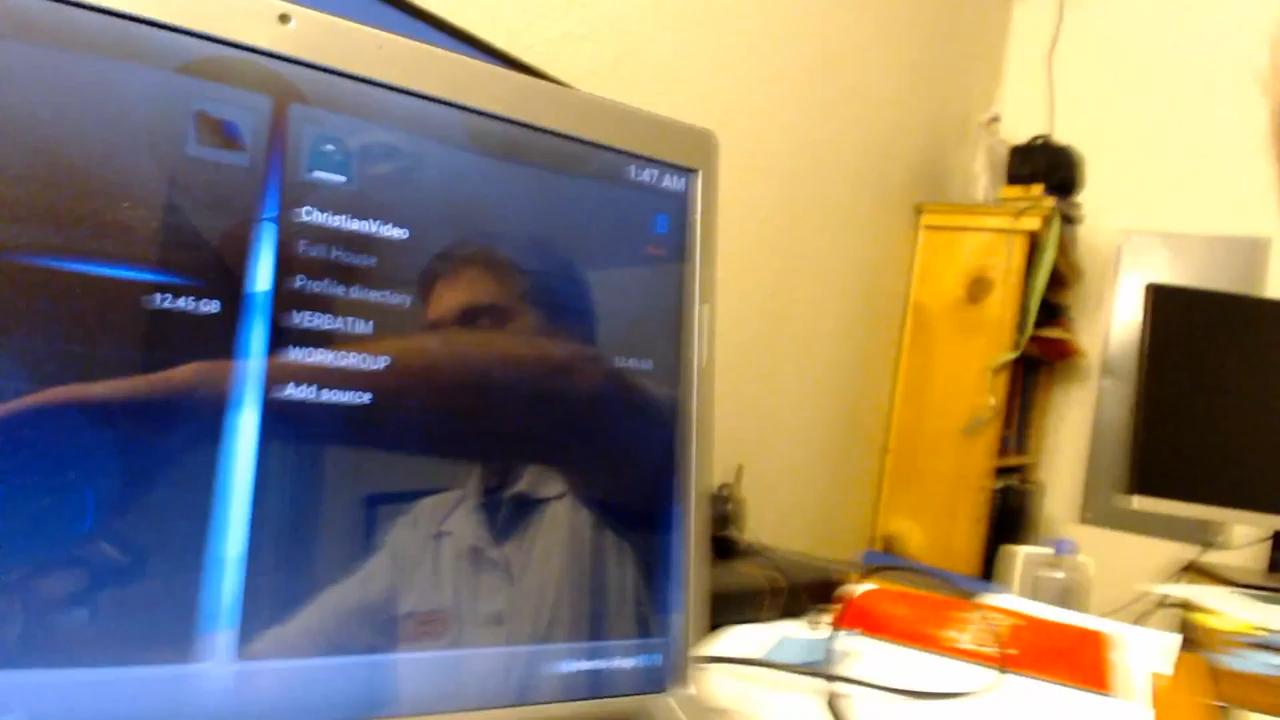 1:47 AM
ChristianVideo
Full House
Profile directory
12.45 GB
VERBATIM
WORKGROUP
Add source